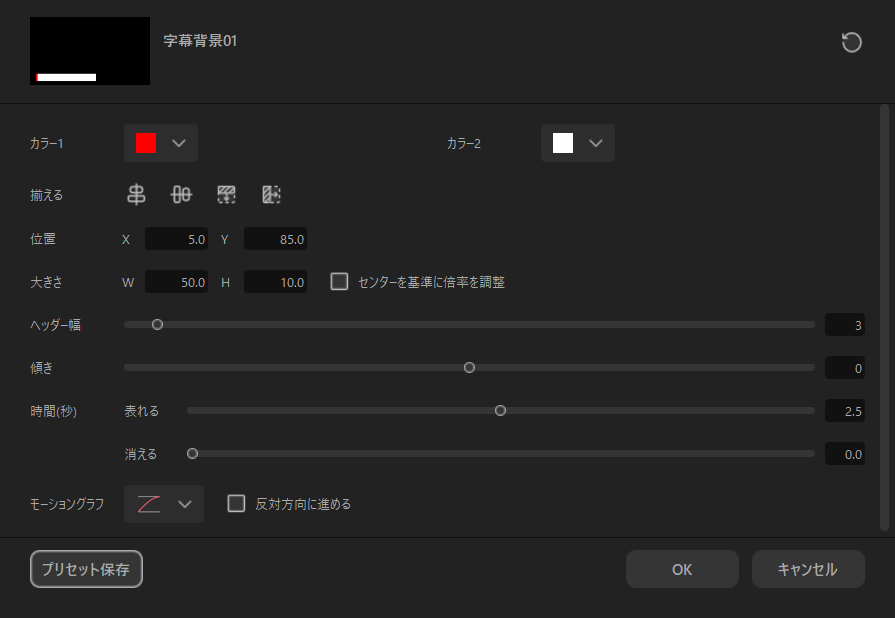 字幕背景01
カラー1 カラー2
揃える
位置 X 5.0 Y 85.0
大きさ W 50.0 H 10.0 センターを基準に倍率を調整
ヘッダー幅 3
傾き 0
時間(秒) 表れる 2.5
消える 0.0
モーショングラフ 反対方向に進める
プリセット保存 OK キャンセル